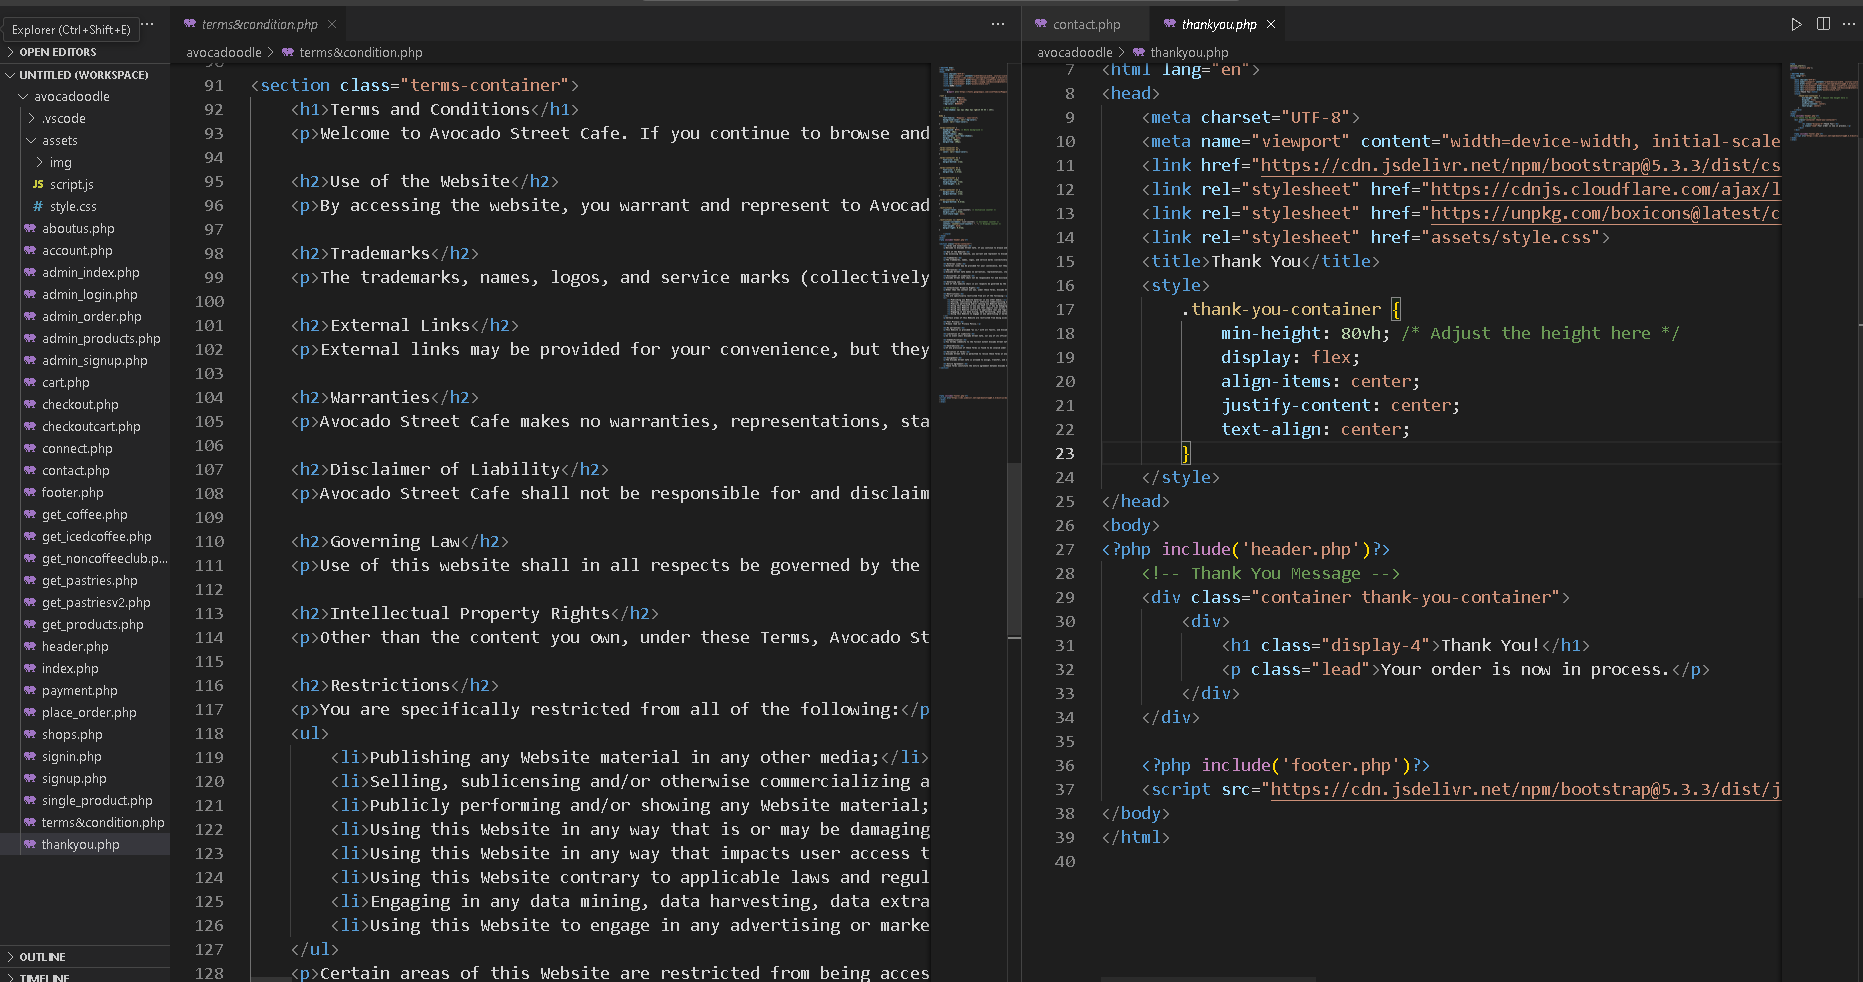 Explorer (Ctrl+Shift+E)
OPEN EDITORS
UNTITLED (WORKSPACE)
avocadoodle
.vscode
assets
img
JS script.js
# style.css
aboutus.php
account.php
admin_index.php
admin_login.php
admin_order.php
admin_products.php
admin_signup.php
cart.php
checkout.php
checkoutcart.php
connect.php
contact.php
footer.php
get_coffee.php
get_icedcoffee.php
get_noncoffeeclub.p...
get_pastries.php
get_pastriesv2.php
get_products.php
header.php
index.php
payment.php
place_order.php
shops.php
signin.php
signup.php
single_product.php
terms&condition.php
thankyou.php
OUTLINE
TIMELINE
terms&condition.php
avocadoodle > terms&condition.php
90
91 <section class="terms-container">
92 <h1>Terms and Conditions</h1>
93 <p>Welcome to Avocado Street Cafe. If you continue to browse and
94
95 <h2>Use of the Website</h2>
96 <p>By accessing the website, you warrant and represent to Avocad
97
98 <h2>Trademarks</h2>
99 <p>The trademarks, names, logos, and service marks (collectively
100
101 <h2>External Links</h2>
102 <p>External links may be provided for your convenience, but they
103
104 <h2>Warranties</h2>
105 <p>Avocado Street Cafe makes no warranties, representations, sta
106
107 <h2>Disclaimer of Liability</h2>
108 <p>Avocado Street Cafe shall not be responsible for and disclaim
109
110 <h2>Governing Law</h2>
111 <p>Use of this website shall in all respects be governed by the
112
113 <h2>Intellectual Property Rights</h2>
114 <p>Other than the content you own, under these Terms, Avocado St
115
116 <h2>Restrictions</h2>
117 <p>You are specifically restricted from all of the following:</p
118 <ul>
119 <li>Publishing any Website material in any other media;</li>
120 <li>Selling, sublicensing and/or otherwise commercializing a
121 <li>Publicly performing and/or showing any Website material;
122 <li>Using this Website in any way that is or may be damaging
123 <li>Using this Website in any way that impacts user access t
124 <li>Using this Website contrary to applicable laws and regul
125 <li>Engaging in any data mining, data harvesting, data extra
126 <li>Using this Website to engage in any advertising or marke
127 </ul>
128 <p>Certain areas of this Website are restricted from being acces
contact.php thankyou.php
avocadoodle > thankyou.php
7 <html lang="en">
8 <head>
9 <meta charset="UTF-8">
10 <meta name="viewport" content="width=device-width, initial-scale
11 <link href="https://cdn.jsdelivr.net/npm/bootstrap@5.3.3/dist/cs
12 <link rel="stylesheet" href="https://cdnjs.cloudflare.com/ajax/l
13 <link rel="stylesheet" href="https://unpkg.com/boxicons@latest/c
14 <link rel="stylesheet" href="assets/style.css">
15 <title>Thank You</title>
16 <style>
17 .thank-you-container {
18 min-height: 80vh; /* Adjust the height here */
19 display: flex;
20 align-items: center;
21 justify-content: center;
22 text-align: center;
23 }
24 </style>
25 </head>
26 <body>
27 <?php include('header.php')?>
28 <!-- Thank You Message -->
29 <div class="container thank-you-container">
30 <div>
31 <h1 class="display-4">Thank You!</h1>
32 <p class="lead">Your order is now in process.</p>
33 </div>
34 </div>
35
36 <?php include('footer.php')?>
37 <script src="https://cdn.jsdelivr.net/npm/bootstrap@5.3.3/dist/j
38 </body>
39 </html>
40